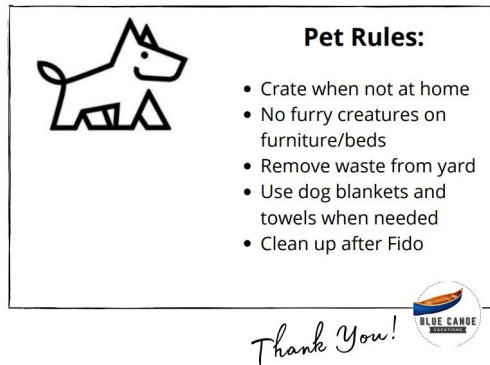 Pet Rules:
• Crate when not at home
• No furry creatures on
furniture/beds
• Remove waste from yard
• Use dog blankets and
towels when needed
• Clean up after Fido
Thank You!
BLUE CANOE
VACATIONS